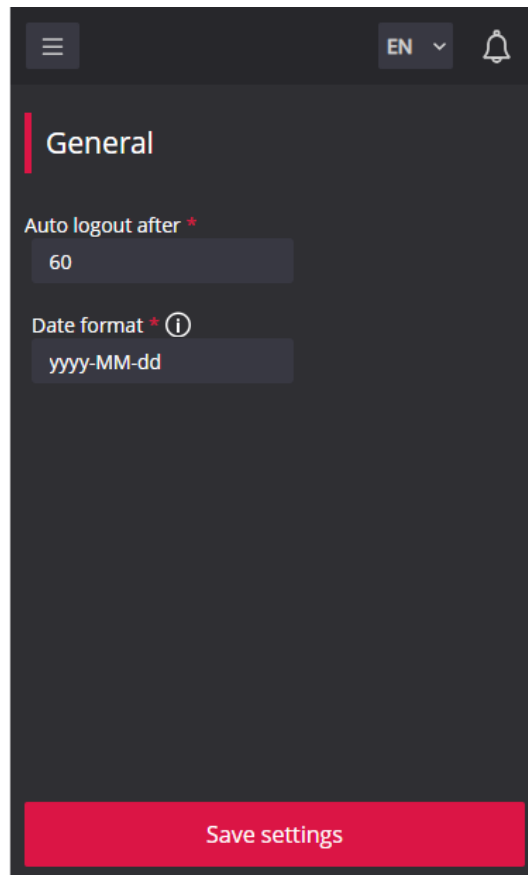 EN
General
Auto logout after *
60
Date format *
yyyy-MM-dd
Save settings